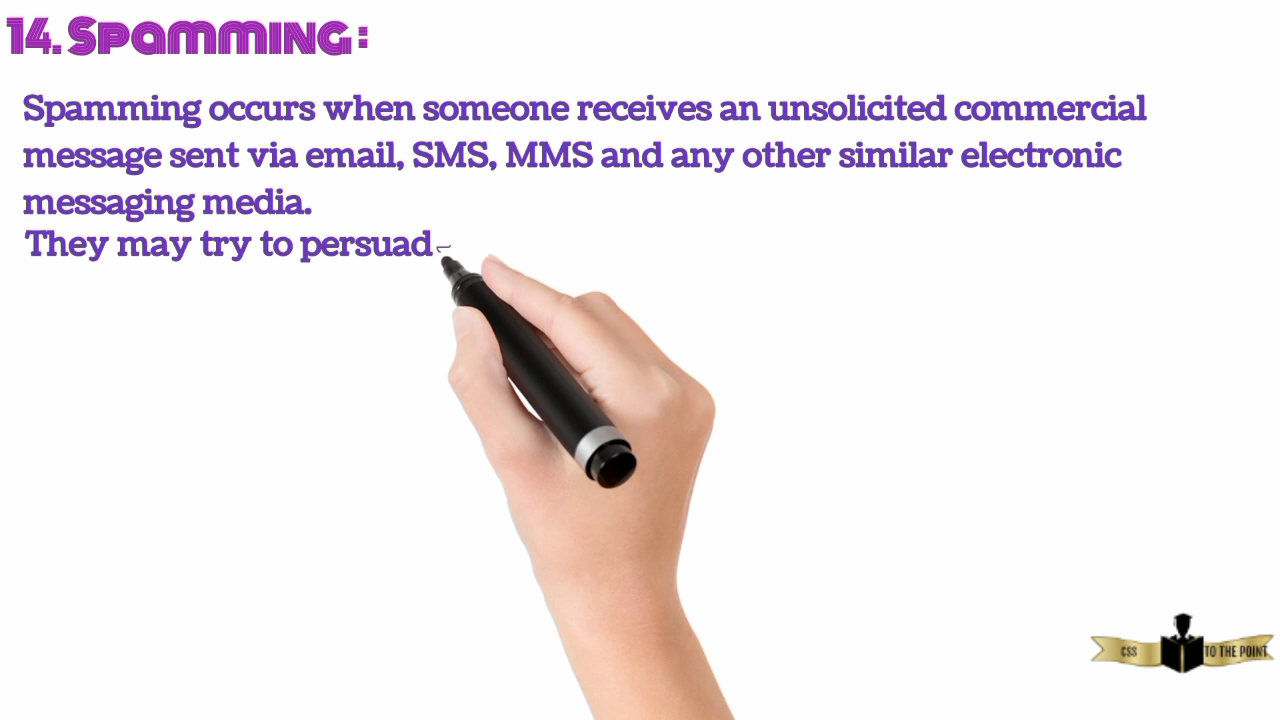 14. Spamming :
Spamming occurs when someone receives an unsolicited commercial
message sent via email, SMS, MMS and any other similar electronic
messaging media.
They may try to persuad
CSS TO THE POINT